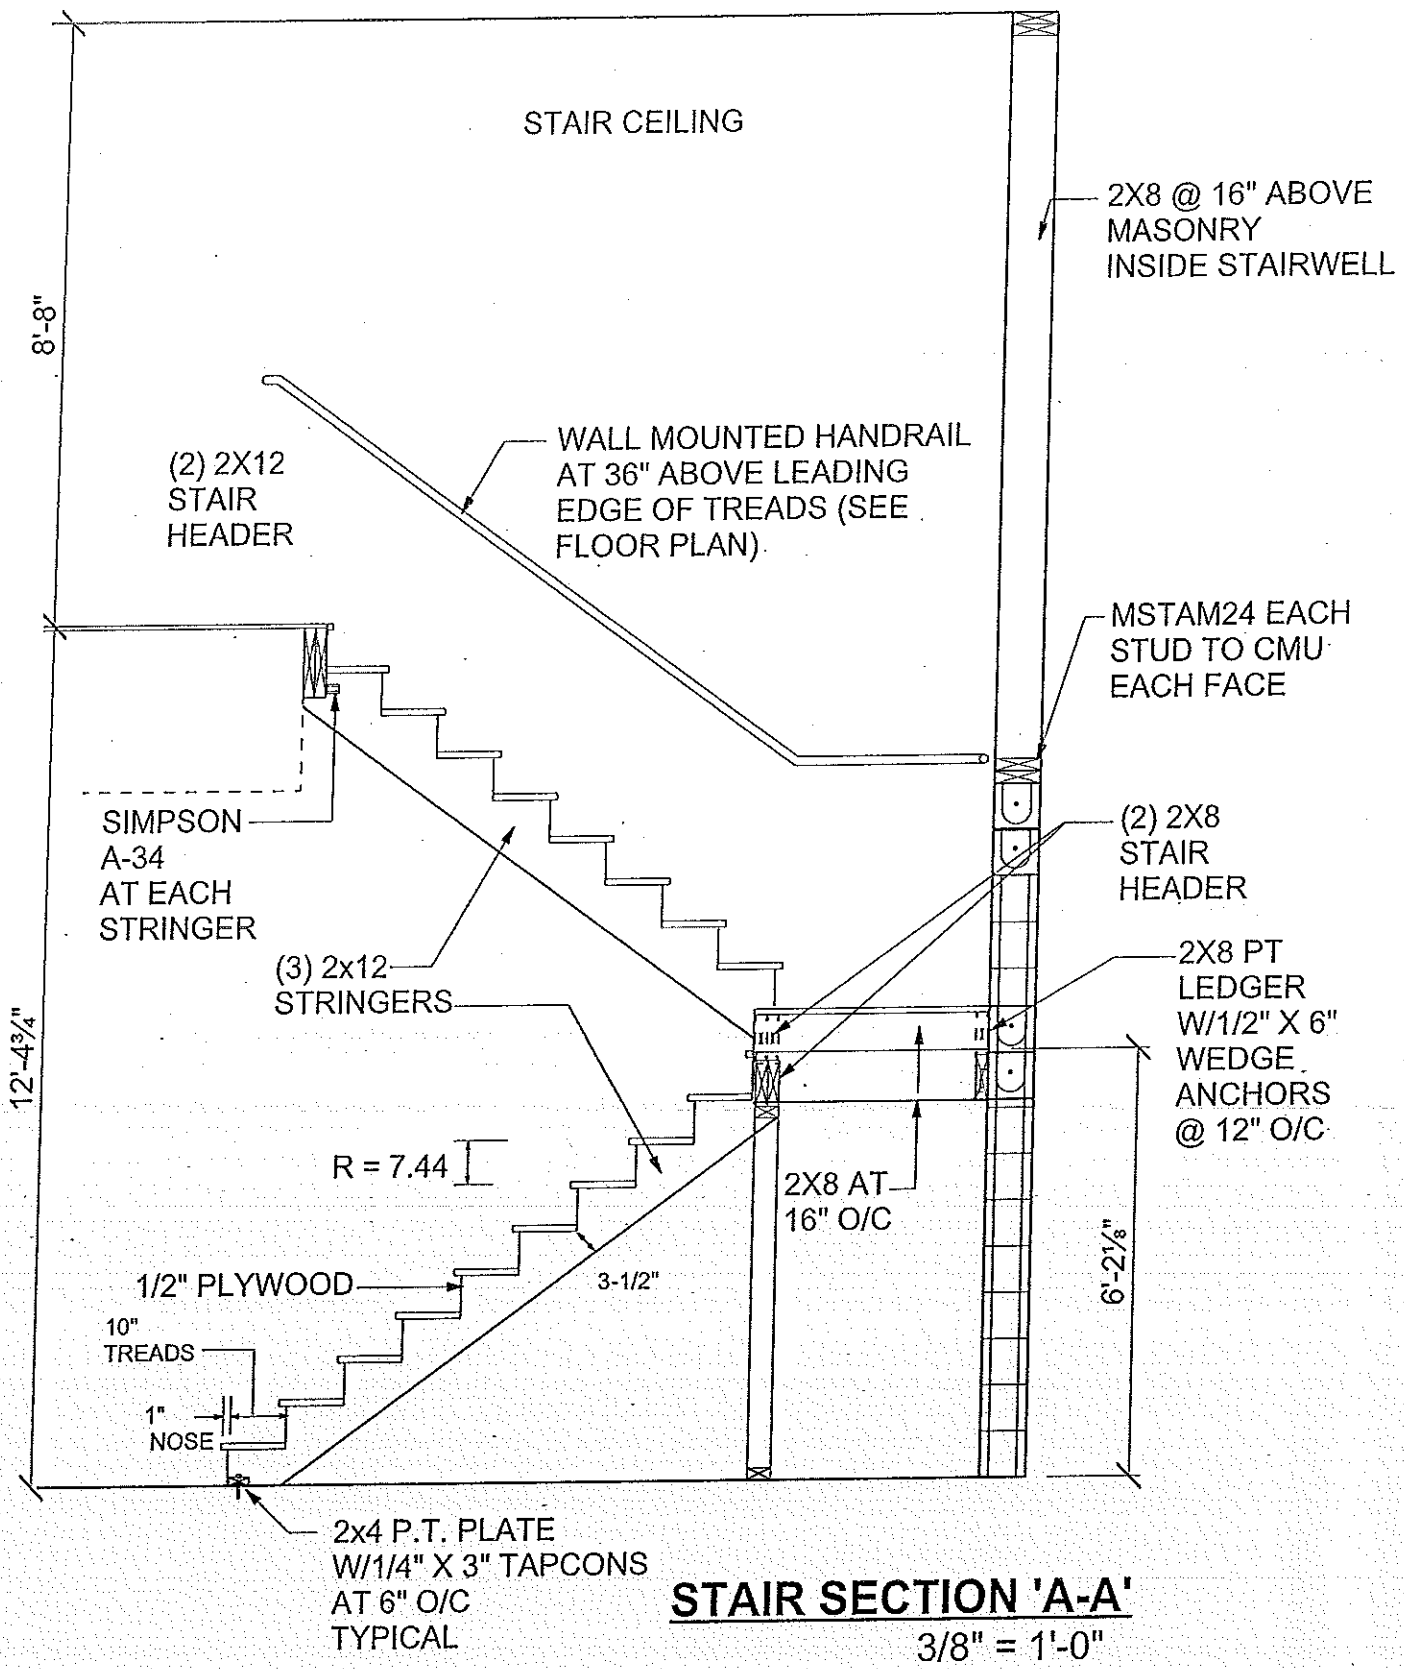 STAIR CEILING
2X8 @ 16" ABOVE
MASONRY
INSIDE STAIRWELL
8'-8"
WALL MOUNTED HANDRAIL
AT 36" ABOVE LEADING
EDGE OF TREADS (SEE
FLOOR PLAN)
(2) 2X12
STAIR
HEADER
MSTAM24 EACH
STUD TO CMU
EACH FACE
SIMPSON
A-34
AT EACH
STRINGER
(2) 2X8
STAIR
HEADER
(3) 2x12
STRINGERS
2X8 PT
LEDGER
W/1/2" X 6"
WEDGE
ANCHORS
@ 12" O/C
12'-4¾"
R = 7.44
2X8 AT
16" O/C
6'-2⅛"
3-1/2"
1/2" PLYWOOD
10"
TREADS
1"
NOSE
2x4 P.T. PLATE
W/1/4" X 3" TAPCONS
AT 6" O/C
TYPICAL
STAIR SECTION 'A-A'
3/8" = 1'-0"